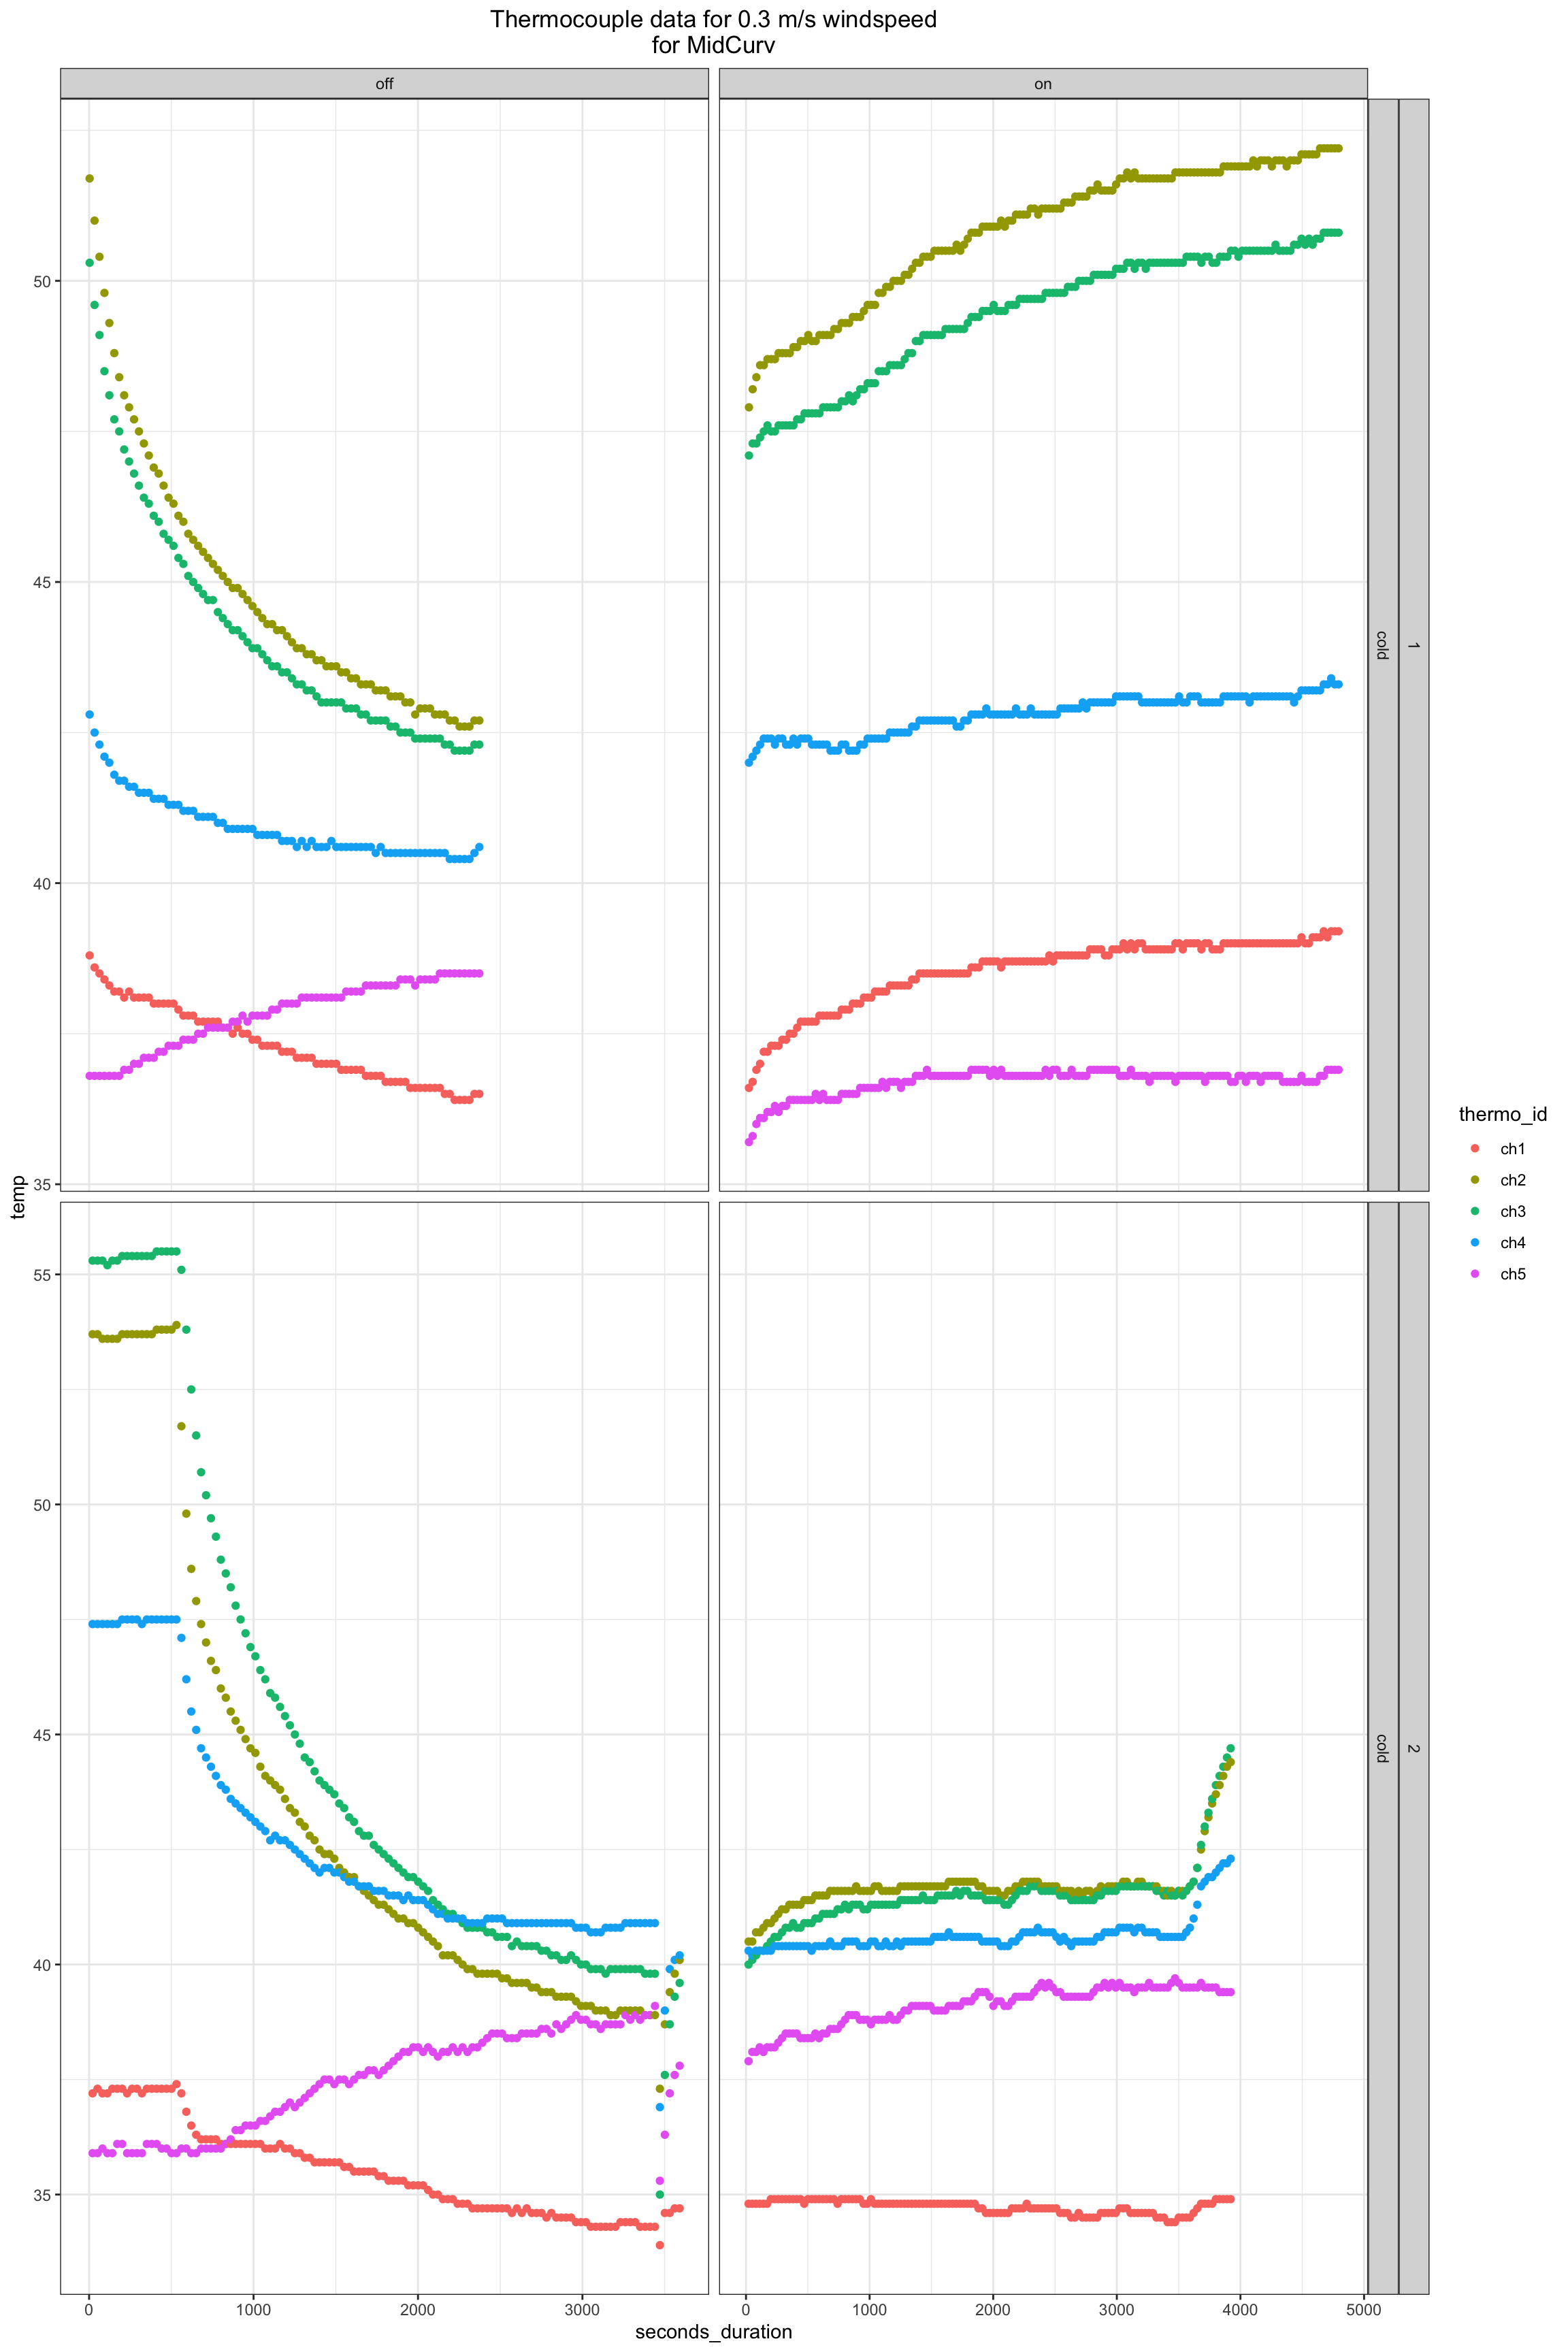 Thermocouple data for 0.3 m/s windspeed
for MidCurv
off
on
50
45
40
35
cold
1
temp
55
50
45
40
35
cold
2
0
1000
2000
3000
0
1000
2000
3000
4000
5000
seconds_duration
thermo_id
ch1
ch2
ch3
ch4
ch5